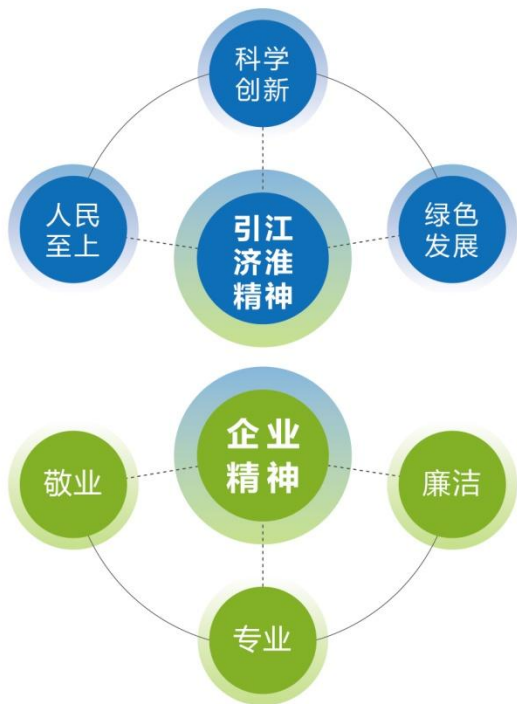 科学
创新
人民
至上
引江
济淮
精神
绿色
发展
企业
精神
敬业
廉洁
专业